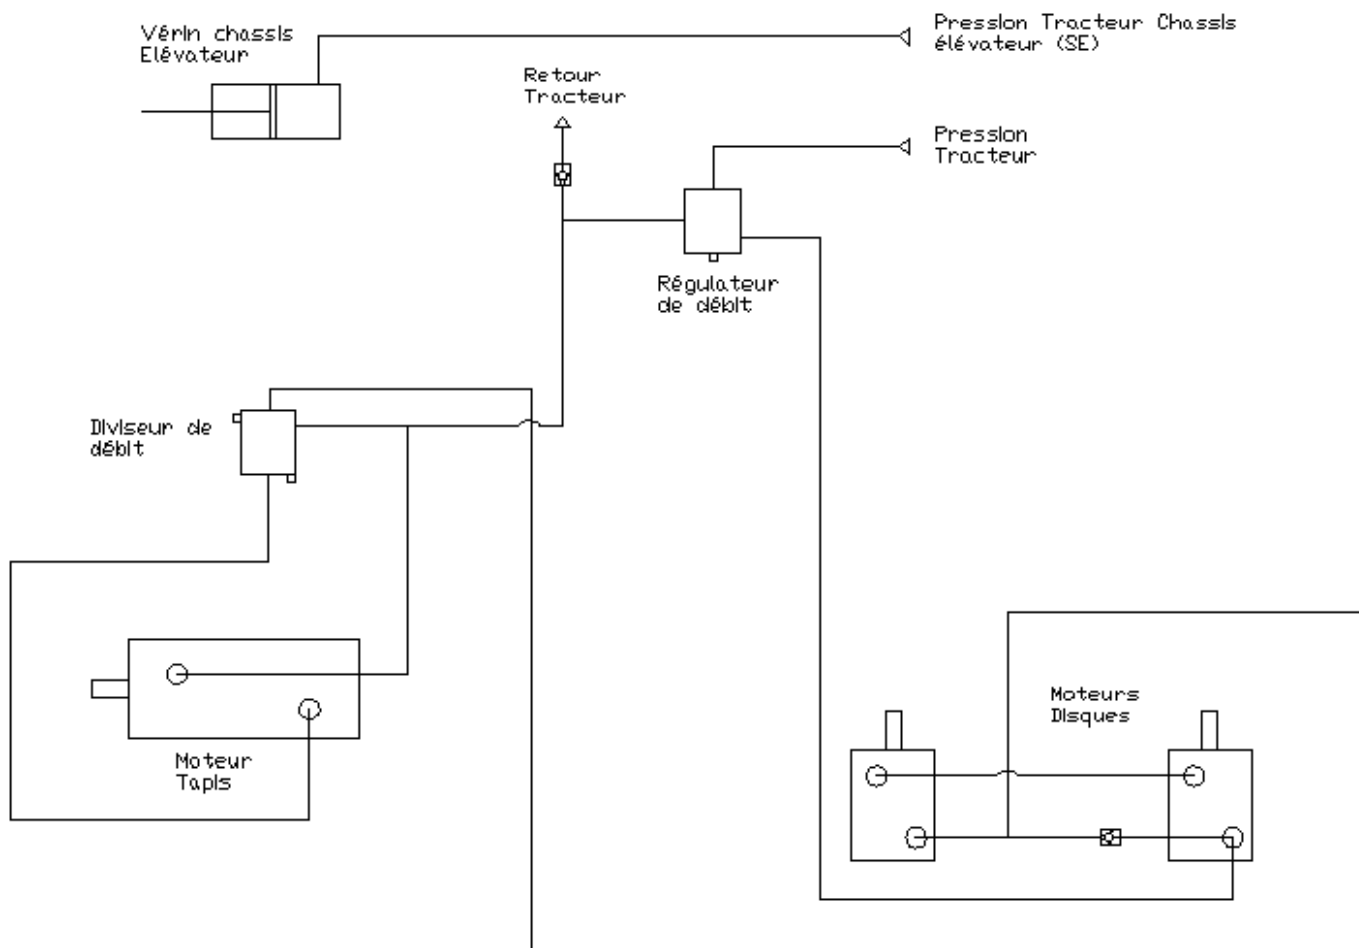 Vérin chassis
Elévateur
Pression Tracteur Chassis
élévateur (SE)
Retour
Tracteur
Pression
Tracteur
Régulateur
de débit
Diviseur de
débit
Moteurs
Disques
Moteur
Tapis